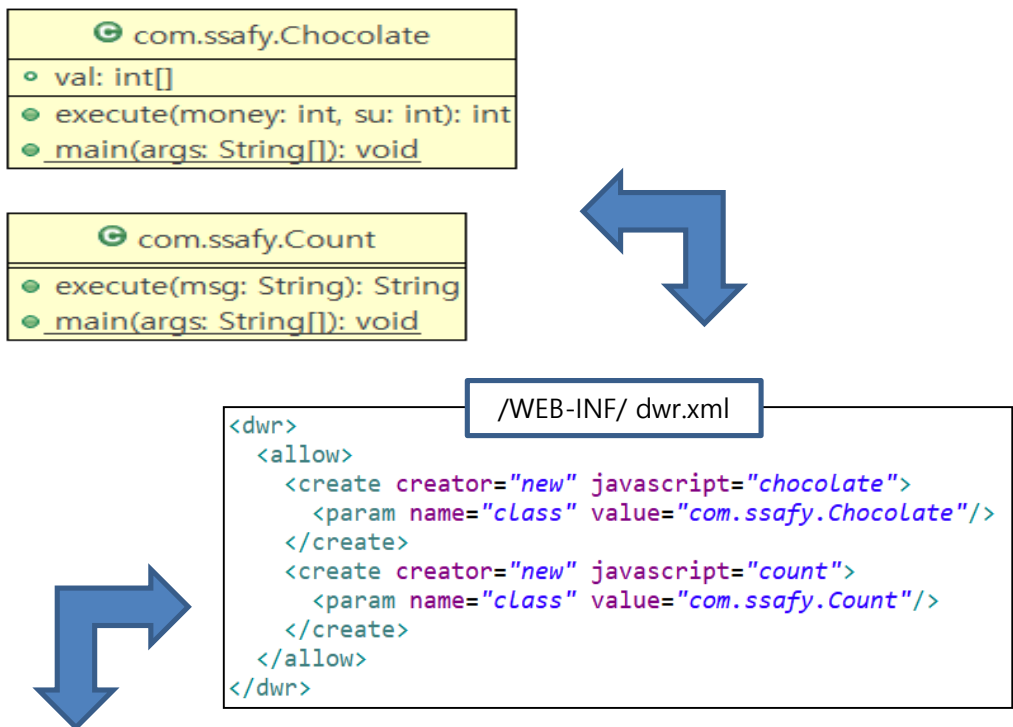 com.ssafy.Chocolate
val: int[]
execute(money: int, su: int): int
main(args: String[]): void
com.ssafy.Count
execute(msg: String): String
main(args: String[]): void
/WEB-INF/ dwr.xml
<dwr>
<allow>
<create creator="new" javascript="chocolate">
<param name="class" value="com.ssafy.Chocolate"/>
</create>
<create creator="new" javascript="count">
<param name="class" value="com.ssafy.Count"/>
</create>
</allow>
</dwr>